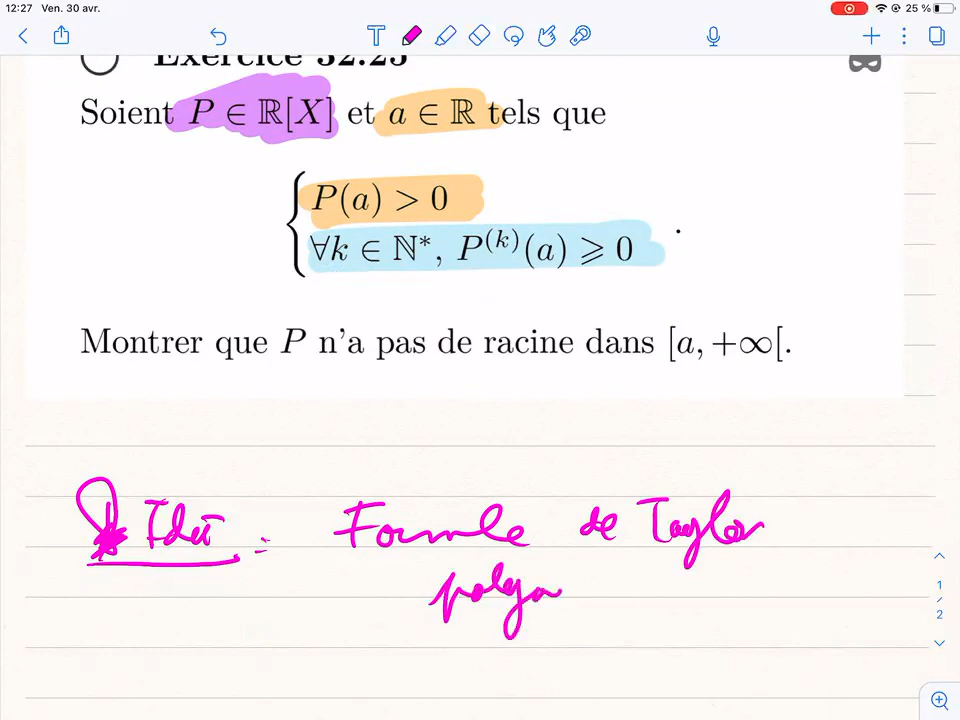 12:27 Ven. 30 avr. 25 %
Exercice 32.25
Soient P ∈ ℝ[X] et a ∈ ℝ tels que
P(a) > 0
∀k ∈ ℕ*, P⁽ᵏ⁾(a) ⩾ 0 .
Montrer que P n'a pas de racine dans [a, +∞[.
Idée : Formule de Taylor
polyn
1
/
2